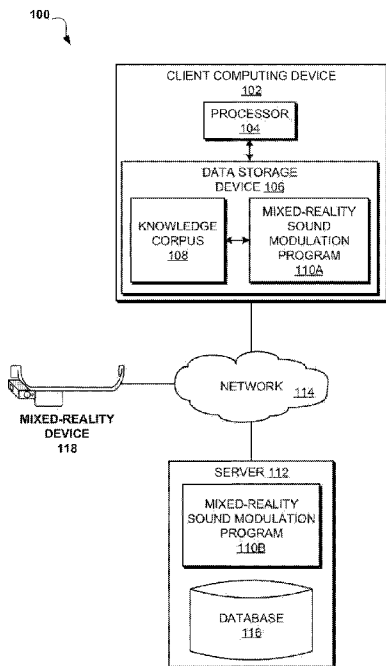 100
CLIENT COMPUTING DEVICE
102
PROCESSOR
104
DATA STORAGE
DEVICE 106
KNOWLEDGE
CORPUS
108
MIXED-REALITY
SOUND
MODULATION
PROGRAM
110A
NETWORK
114
MIXED-REALITY
DEVICE
118
SERVER 112
MIXED-REALITY
SOUND MODULATION
PROGRAM
110B
DATABASE
116